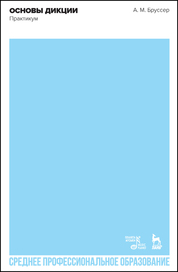 ОСНОВЫ ДИКЦИИ
А. М. Бруссер
Практикум
СРЕДНЕЕ ПРОФЕССИОНАЛЬНОЕ ОБРАЗОВАНИЕ